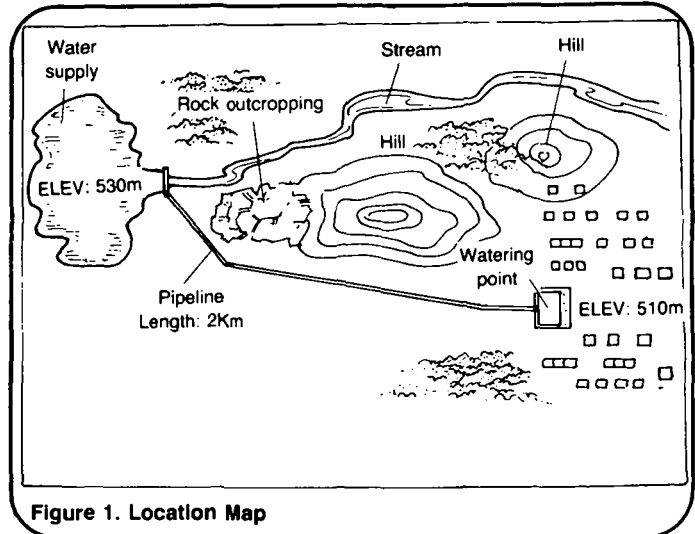 Water
supply
Stream
Hill
Rock outcropping
Hill
ELEV: 530m
Watering
point
Pipeline
Length: 2Km
ELEV: 510m
Figure 1. Location Map